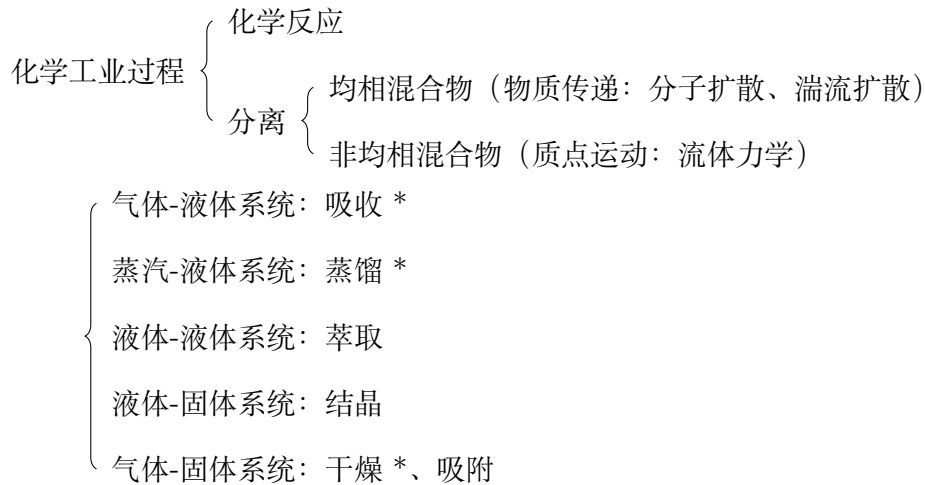 化学反应
化学工业过程
分离
均相混合物（物质传递：分子扩散、湍流扩散）
非均相混合物（质点运动：流体力学）
气体-液体系统：吸收 *
蒸汽-液体系统：蒸馏 *
液体-液体系统：萃取
液体-固体系统：结晶
气体-固体系统：干燥 *、吸附